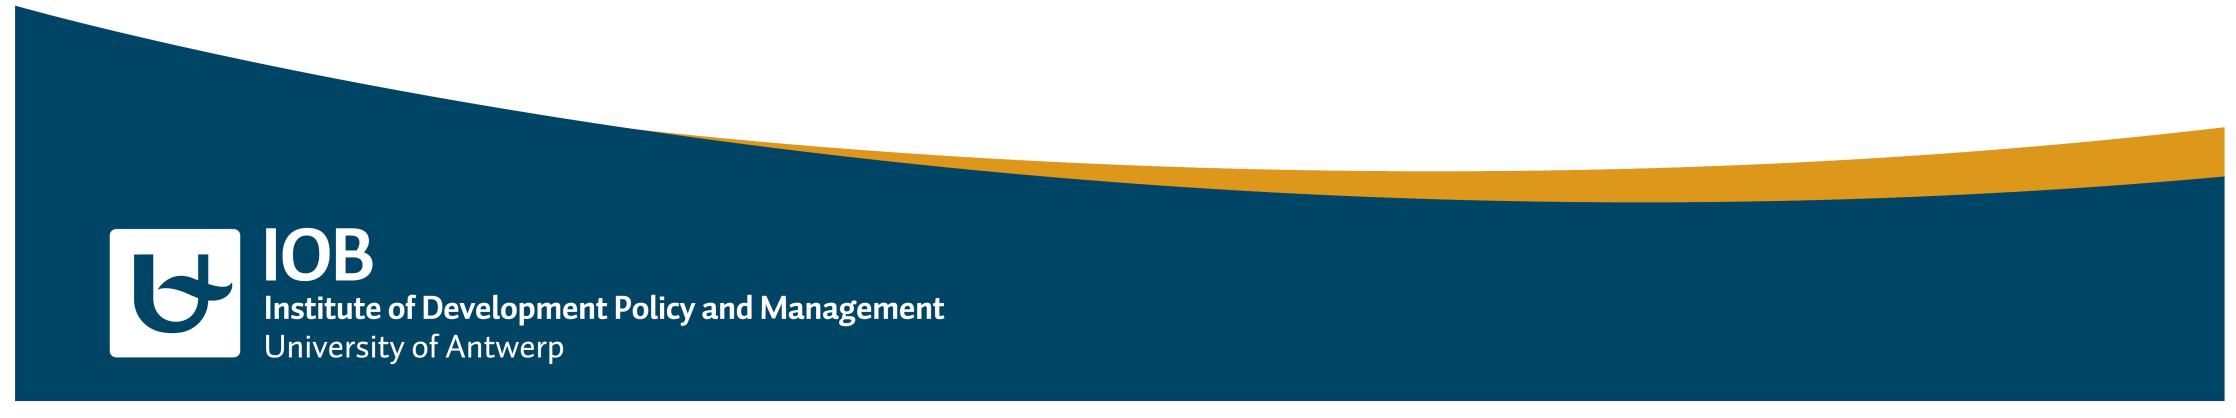 IOB
Institute of Development Policy and Management
University of Antwerp